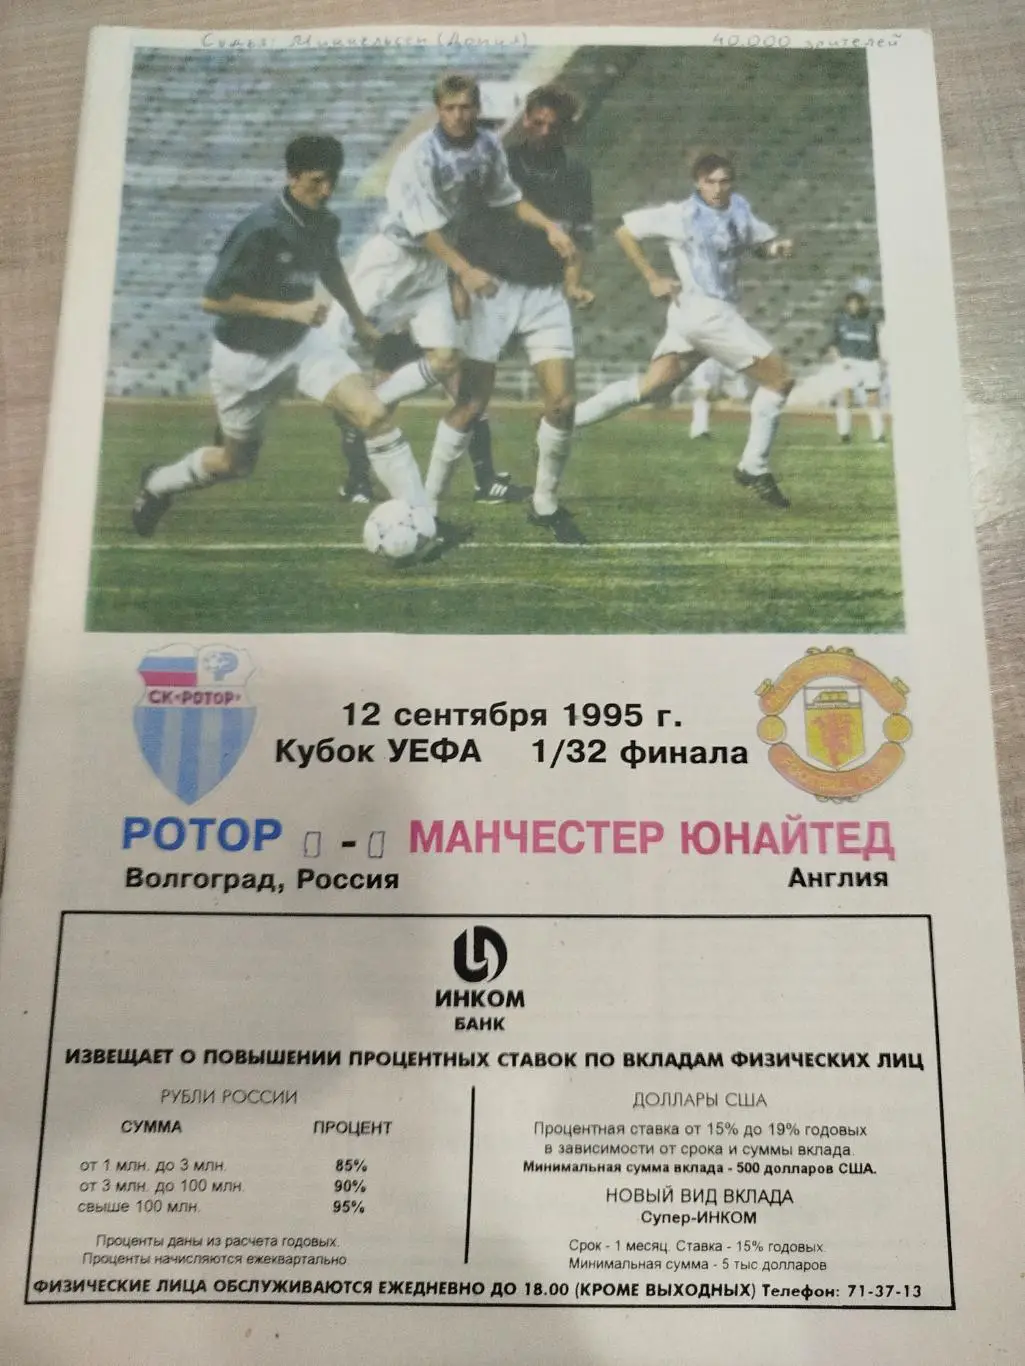 Судья: Миккельсен (Дания) 40.000 зрителей
СК «РОТОР»
12 сентября 1995 г.
Кубок УЕФА 1/32 финала
РОТОР 0 - 0 МАНЧЕСТЕР ЮНАЙТЕД
Волгоград, Россия Англия
ИНКОМ
БАНК
ИЗВЕЩАЕТ О ПОВЫШЕНИИ ПРОЦЕНТНЫХ СТАВОК ПО ВКЛАДАМ ФИЗИЧЕСКИХ ЛИЦ
РУБЛИ РОССИИ
СУММА ПРОЦЕНТ
от 1 млн. до 3 млн. 85%
от 3 млн. до 100 млн. 90%
свыше 100 млн. 95%
Проценты даны из расчета годовых.
Проценты начисляются ежеквартально
ДОЛЛАРЫ США
Процентная ставка от 15% до 19% годовых
в зависимости от срока и суммы вклада.
Минимальная сумма вклада - 500 долларов США.
НОВЫЙ ВИД ВКЛАДА
Супер-ИНКОМ
Срок - 1 месяц. Ставка - 15% годовых.
Минимальная сумма - 5 тыс долларов
ФИЗИЧЕСКИЕ ЛИЦА ОБСЛУЖИВАЮТСЯ ЕЖЕДНЕВНО ДО 18.00 (КРОМЕ ВЫХОДНЫХ) Телефон: 71-37-13